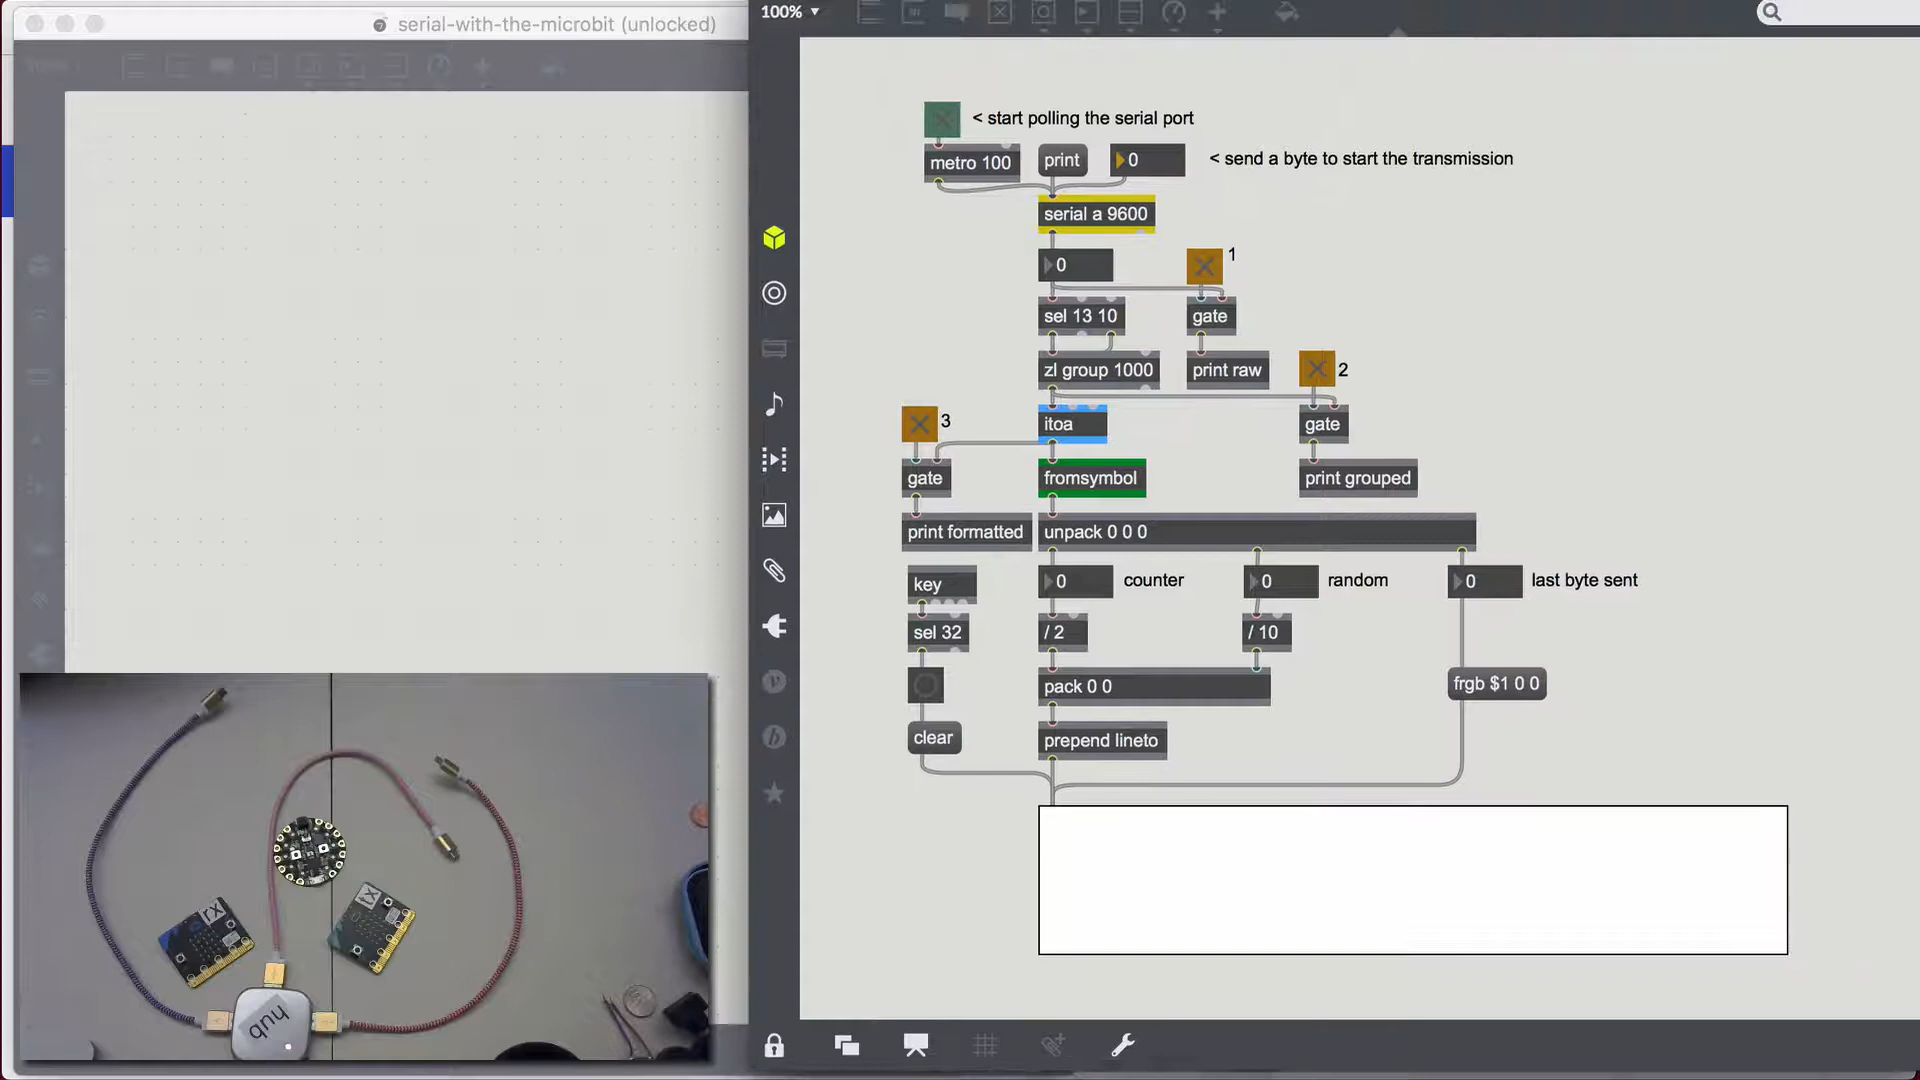 serial-with-the-microbit (unlocked)
100%
< start polling the serial port
metro 100
print
0
< send a byte to start the transmission
serial a 9600
0
1
sel 13 10
gate
zl group 1000
print raw
2
3
itoa
gate
gate
fromsymbol
print grouped
print formatted
unpack 0 0 0
key
0
counter
0
random
0
last byte sent
sel 32
/ 2
/ 10
pack 0 0
frgb $1 0 0
clear
prepend lineto
rx
tx
hub